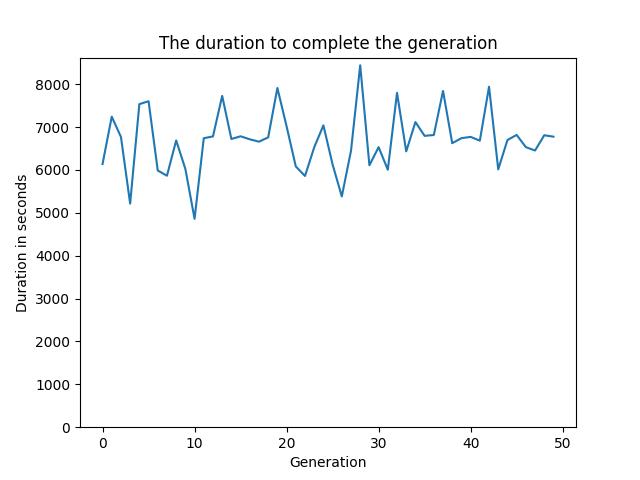 The duration to complete the generation
8000
7000
6000
5000
4000
3000
2000
1000
0
Duration in seconds
0 10 20 30 40 50
Generation